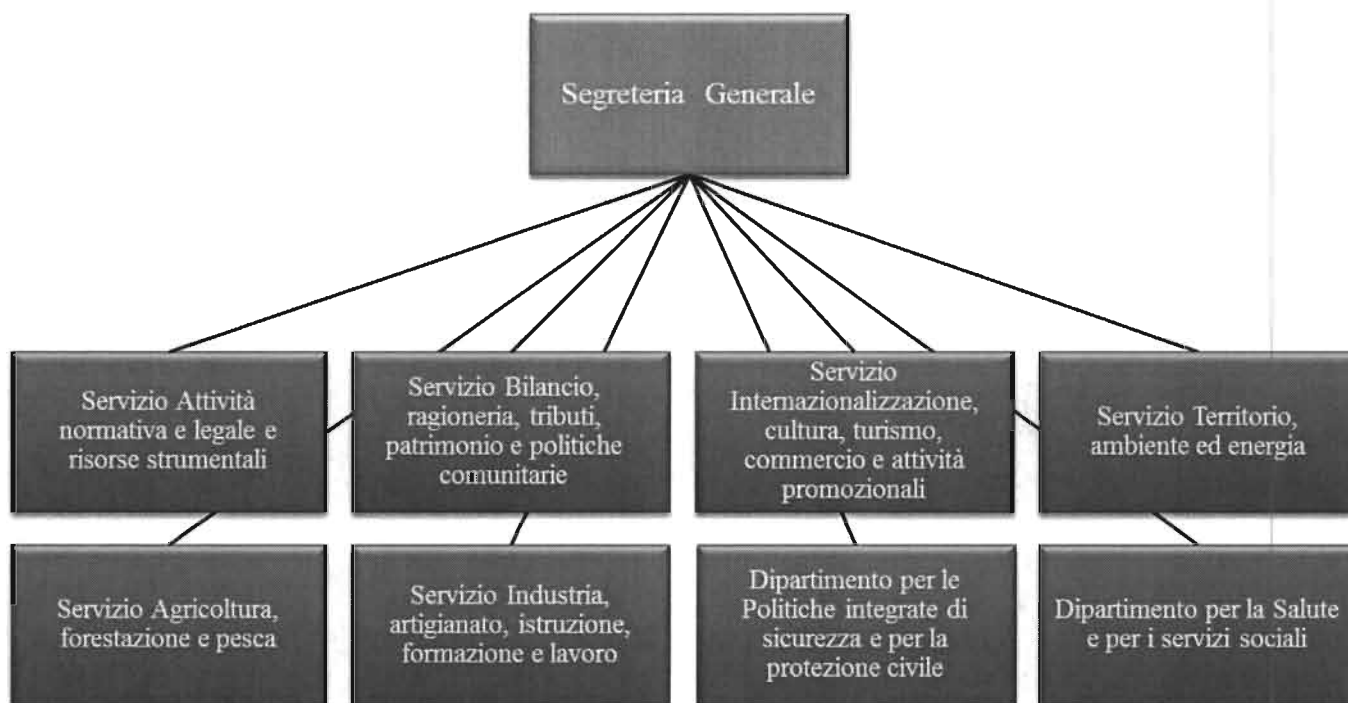 Segreteria Generale
Servizio Attività
normativa e legale e
risorse strumentali
Servizio Bilancio,
ragioneria, tributi,
patrimonio e politiche
comunitarie
Servizio
Internazionalizzazione,
cultura, turismo,
commercio e attività
promozionali
Servizio Territorio,
ambiente ed energia
Servizio Agricoltura,
forestazione e pesca
Servizio Industria,
artigianato, istruzione,
formazione e lavoro
Dipartimento per le
Politiche integrate di
sicurezza e per la
protezione civile
Dipartimento per la Salute
e per i servizi sociali